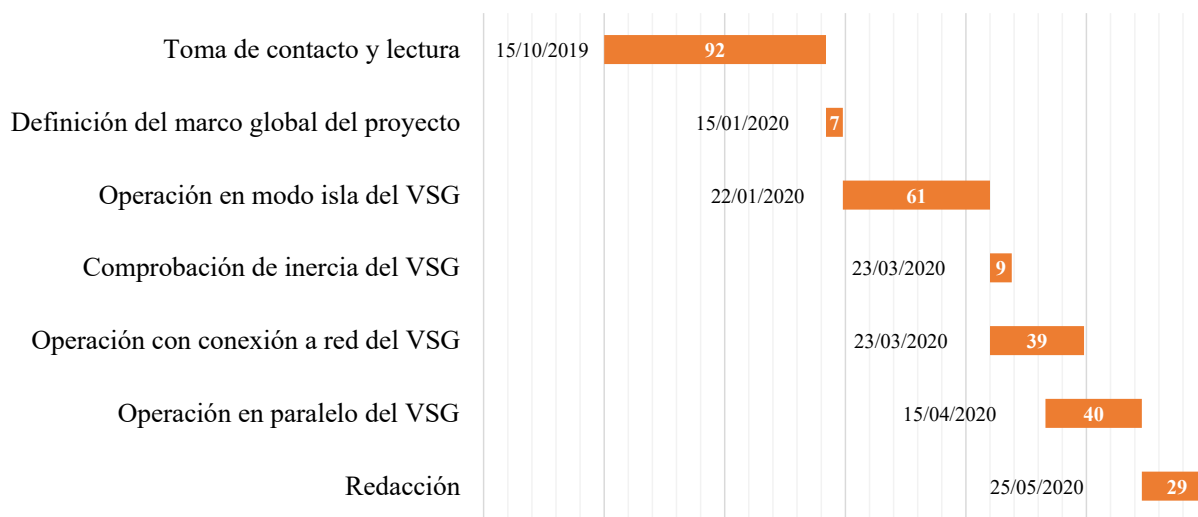 Toma de contacto y lectura 15/10/2019 92
Definición del marco global del proyecto 15/01/2020 7
Operación en modo isla del VSG 22/01/2020 61
Comprobación de inercia del VSG 23/03/2020 9
Operación con conexión a red del VSG 23/03/2020 39
Operación en paralelo del VSG 15/04/2020 40
Redacción 25/05/2020 29